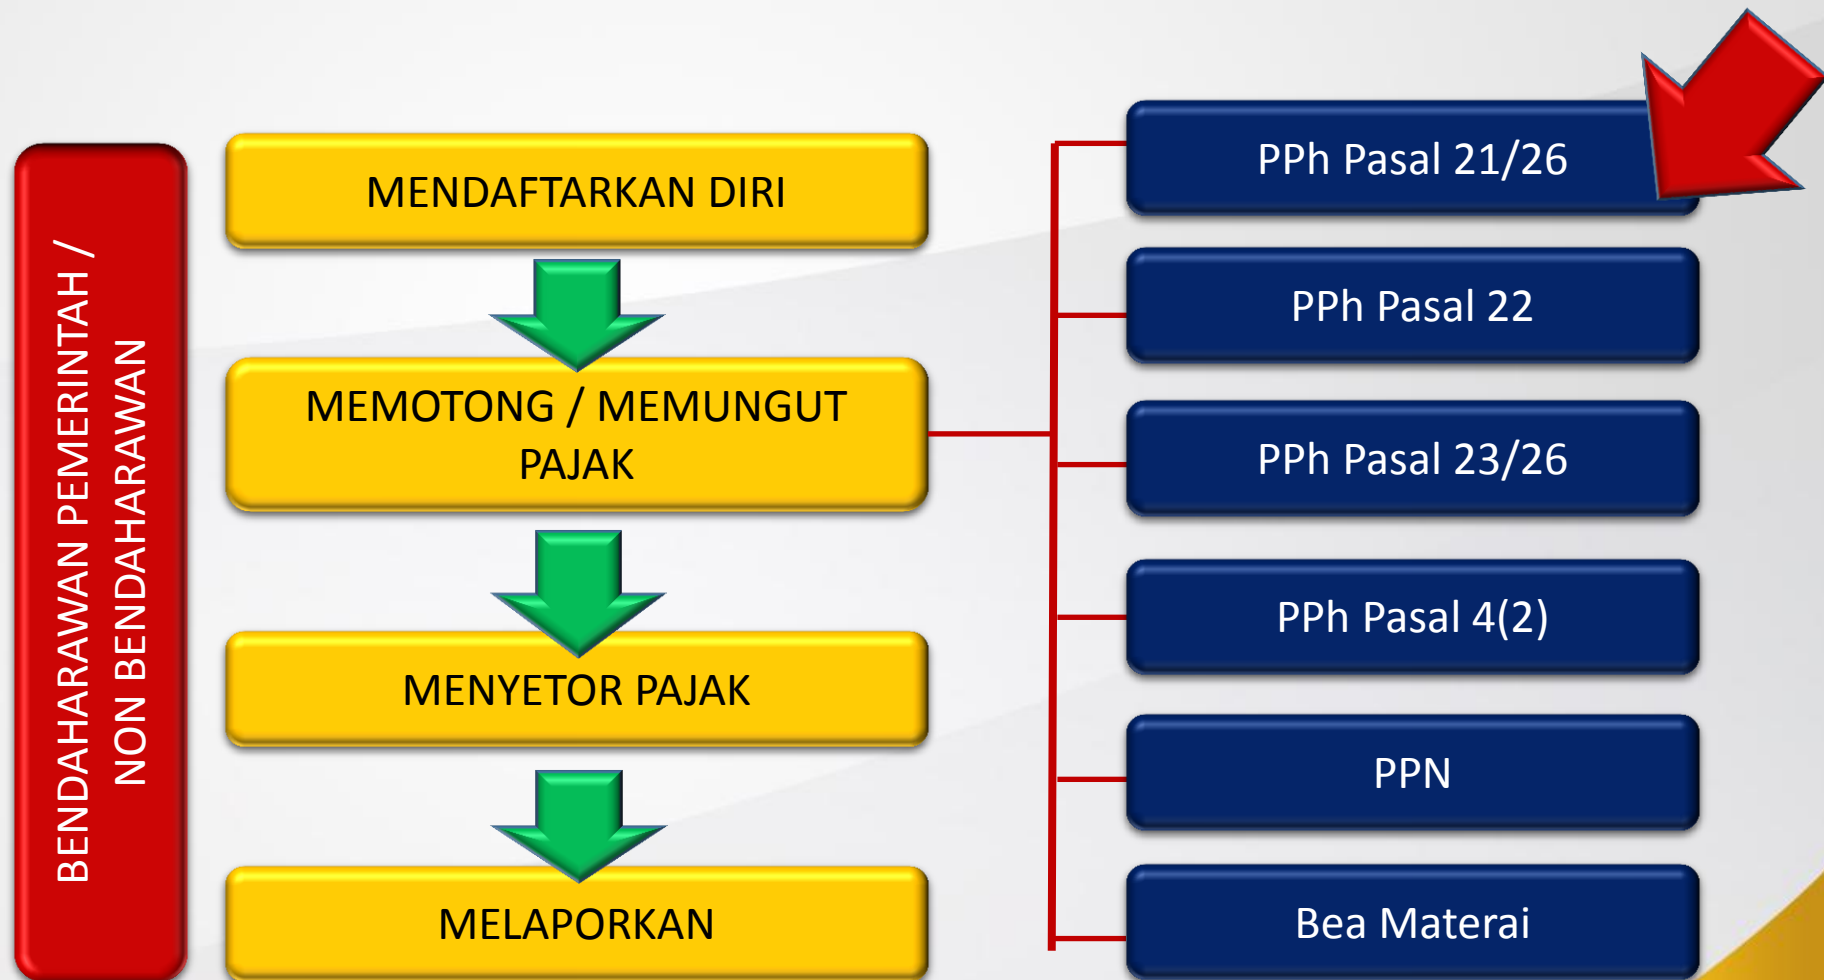 BENDAHARAWAN PEMERINTAH /
NON BENDAHARAWAN
MENDAFTARKAN DIRI
MEMOTONG / MEMUNGUT
PAJAK
MENYETOR PAJAK
MELAPORKAN
PPh Pasal 21/26
PPh Pasal 22
PPh Pasal 23/26
PPh Pasal 4(2)
PPN
Bea Materai